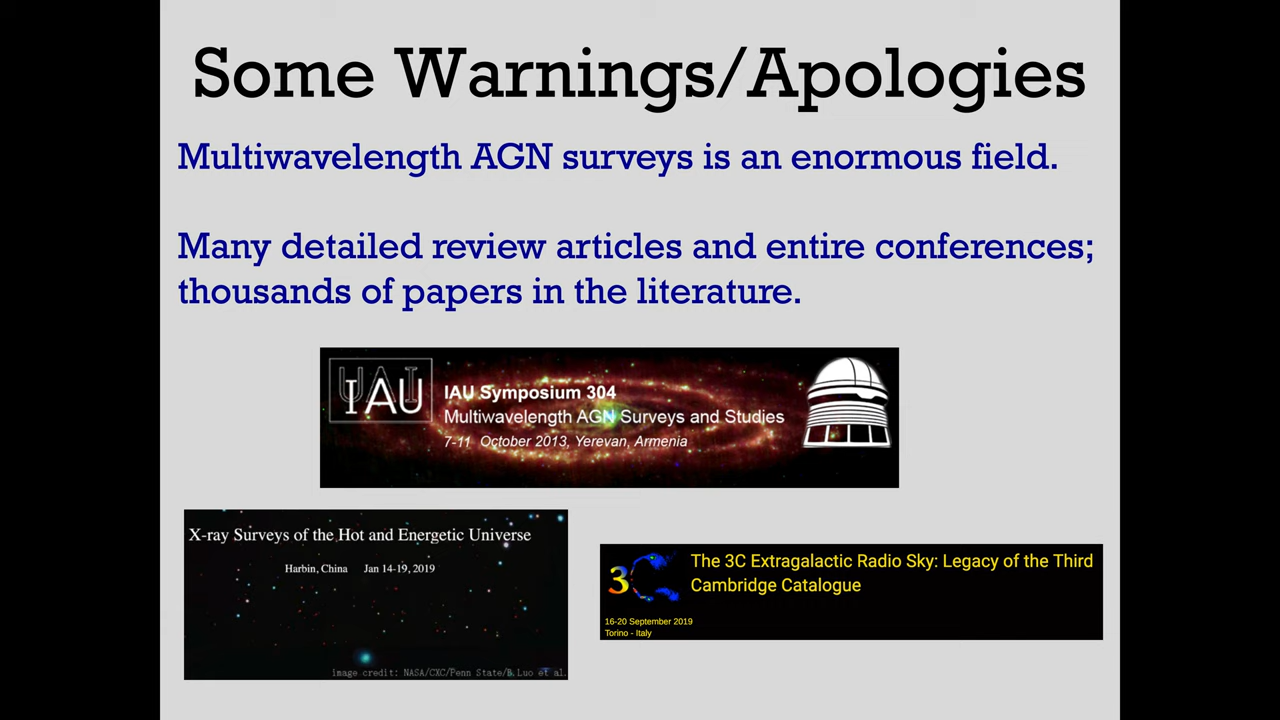 Some Warnings/Apologies
Multiwavelength AGN surveys is an enormous field.
Many detailed review articles and entire conferences;
thousands of papers in the literature.
IAU
IAU Symposium 304
Multiwavelength AGN Surveys and Studies
7-11 October 2013, Yerevan, Armenia
X-ray Surveys of the Hot and Energetic Universe
Harbin, China Jan 14-19, 2019
image credit: NASA/CXC/Penn State/B.Luo et al.
3C
The 3C Extragalactic Radio Sky: Legacy of the Third
Cambridge Catalogue
16-20 September 2019
Torino - Italy